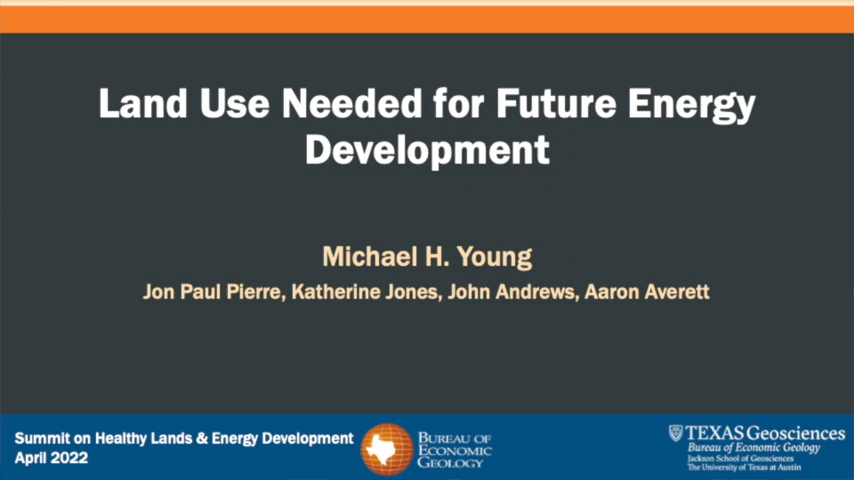 Land Use Needed for Future Energy
Development
Michael H. Young
Jon Paul Pierre, Katherine Jones, John Andrews, Aaron Averett
Summit on Healthy Lands & Energy Development
April 2022
BUREAU OF
ECONOMIC
GEOLOGY
TEXAS Geosciences
Bureau of Economic Geology
Jackson School of Geosciences
The University of Texas at Austin